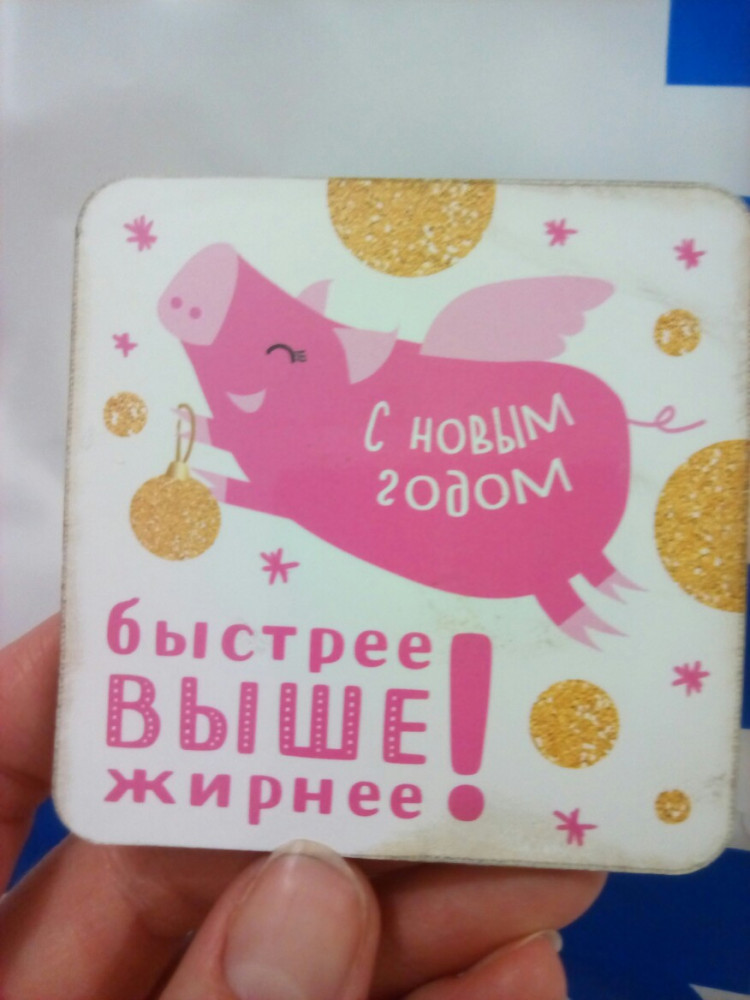 С НОВЫМ
годом
быстрее
ВЫШЕ!
жирнее